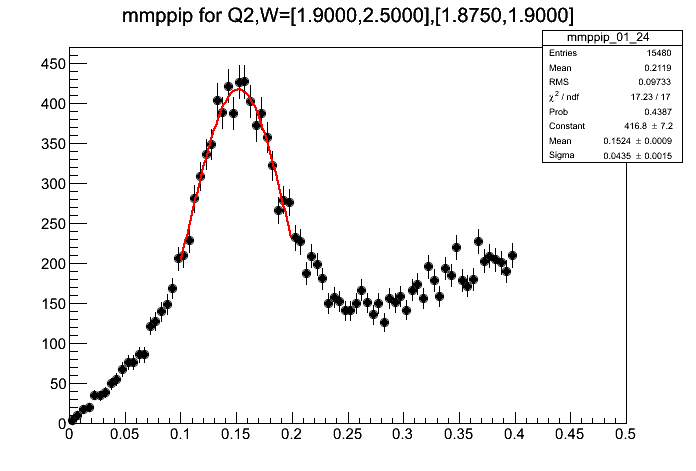 mmppip for Q2,W=[1.9000,2.5000],[1.8750,1.9000]
mmppip_01_24
Entries 15480
Mean 0.2119
RMS 0.09733
χ² / ndf 17.23 / 17
Prob 0.4387
Constant 416.8 ± 7.2
Mean 0.1524 ± 0.0009
Sigma 0.0435 ± 0.0015
450
400
350
300
250
200
150
100
50
0
0 0.05 0.1 0.15 0.2 0.25 0.3 0.35 0.4 0.45 0.5